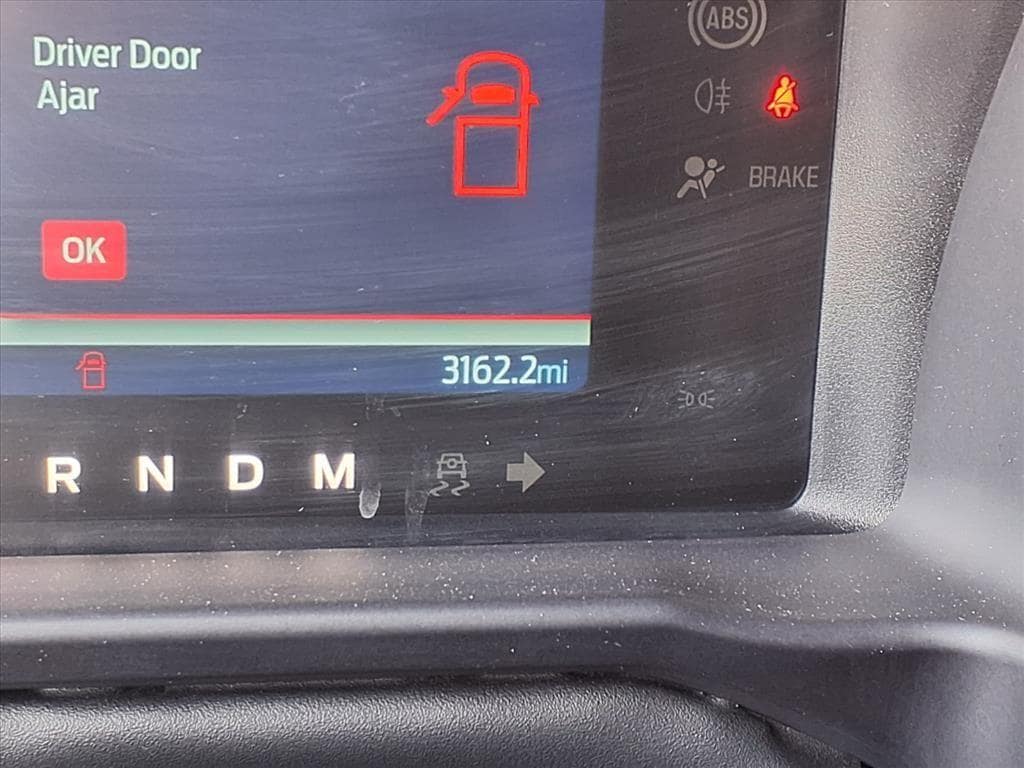 ABS
Driver Door
Ajar
BRAKE
OK
3162.2mi
R N D M